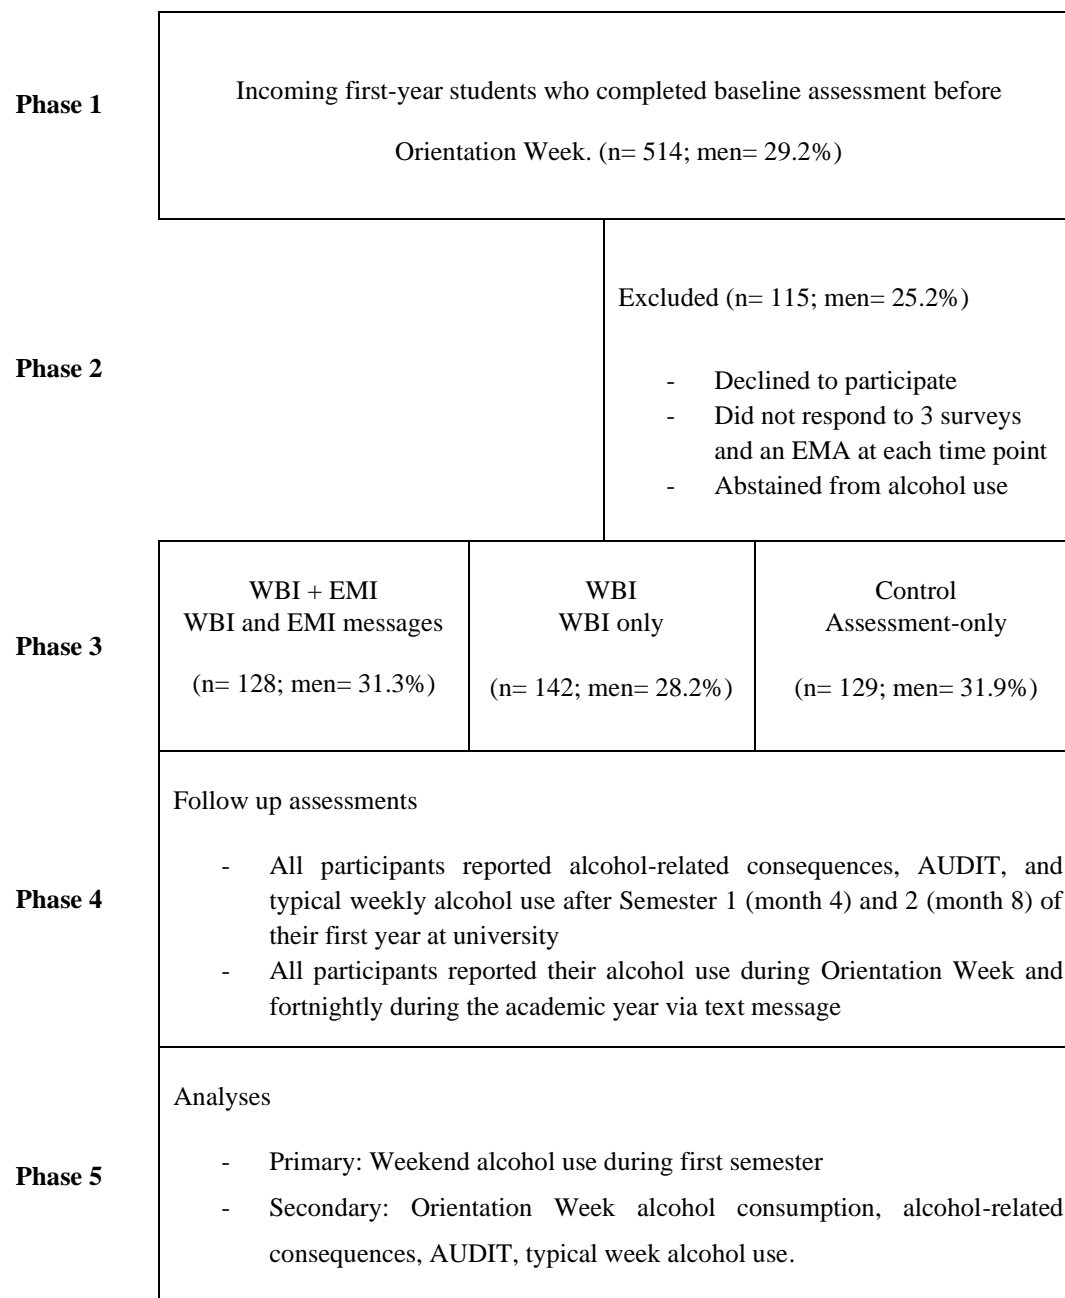 Phase 1
Incoming first-year students who completed baseline assessment before
Orientation Week. (n= 514; men= 29.2%)
Phase 2
Excluded (n= 115; men= 25.2%)
- Declined to participate
- Did not respond to 3 surveys
and an EMA at each time point
- Abstained from alcohol use
Phase 3
WBI + EMI
WBI and EMI messages
(n= 128; men= 31.3%)
WBI
WBI only
(n= 142; men= 28.2%)
Control
Assessment-only
(n= 129; men= 31.9%)
Phase 4
Follow up assessments
- All participants reported alcohol-related consequences, AUDIT, and
typical weekly alcohol use after Semester 1 (month 4) and 2 (month 8) of
their first year at university
- All participants reported their alcohol use during Orientation Week and
fortnightly during the academic year via text message
Phase 5
Analyses
- Primary: Weekend alcohol use during first semester
- Secondary: Orientation Week alcohol consumption, alcohol-related
consequences, AUDIT, typical week alcohol use.